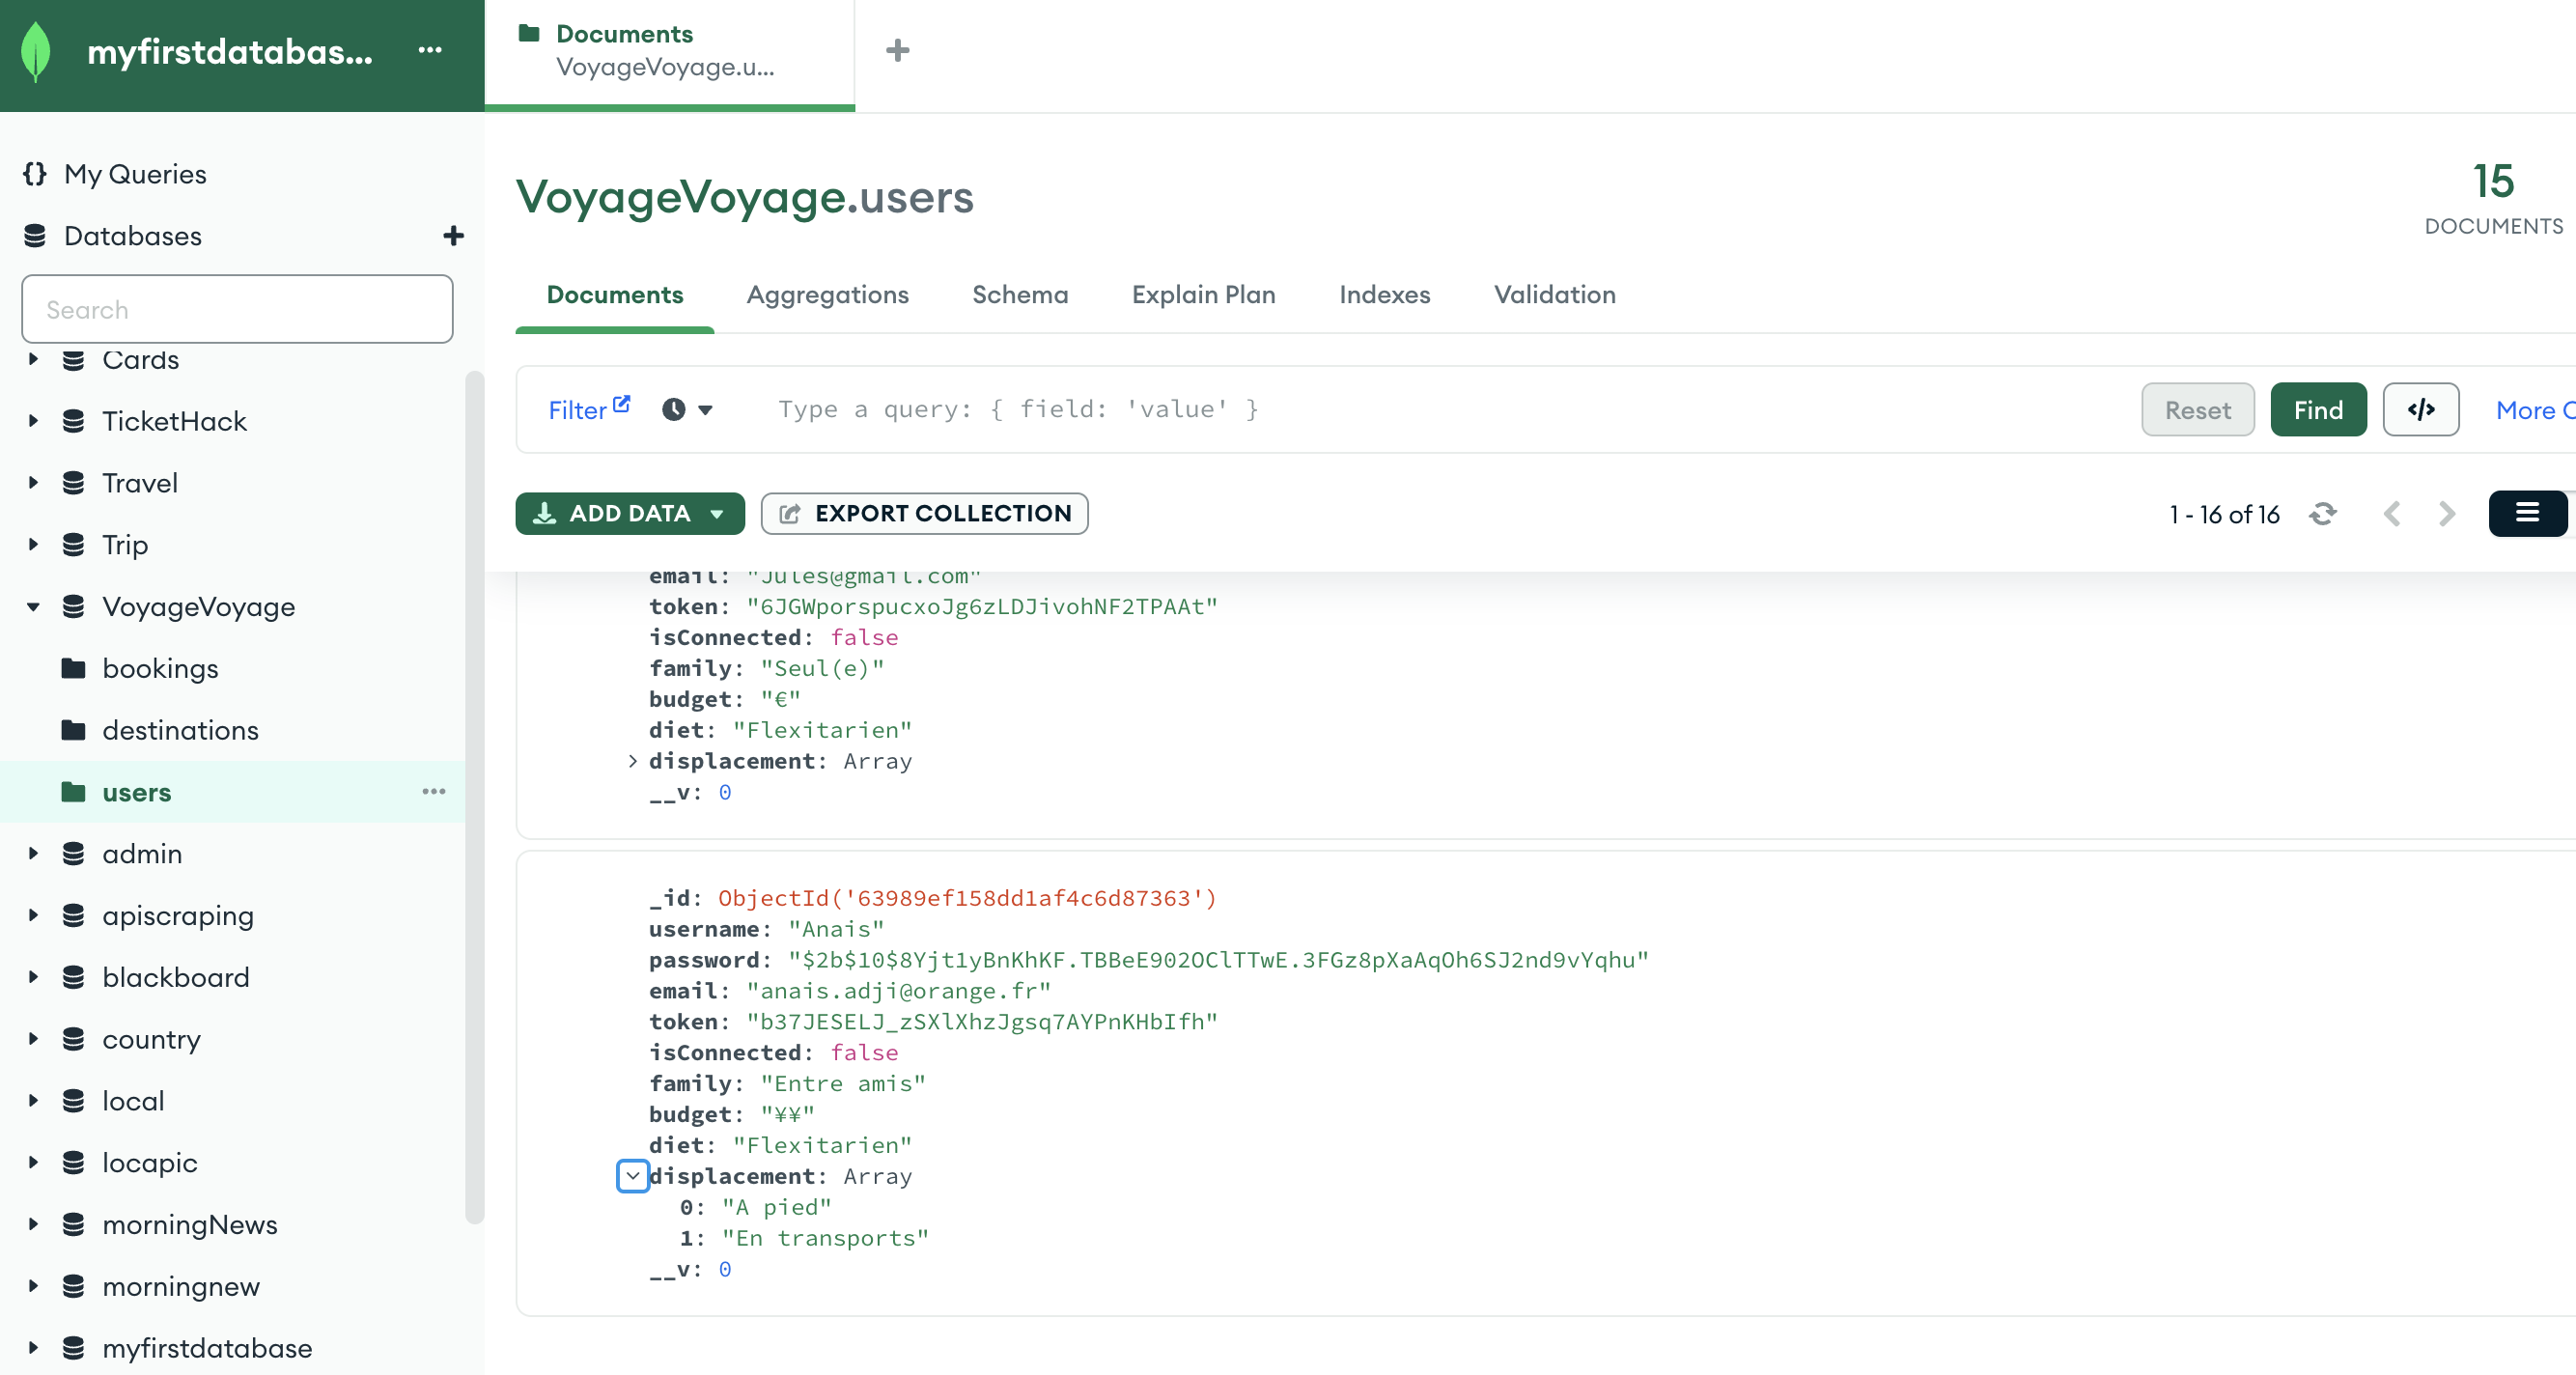 myfirstdatabas...
Documents
VoyageVoyage.u...
My Queries
Databases
Search
Cards
TicketHack
Travel
Trip
VoyageVoyage
bookings
destinations
users
admin
apiscraping
blackboard
country
local
locapic
morningNews
morningnew
myfirstdatabase
VoyageVoyage.users
15
DOCUMENTS
Documents Aggregations Schema Explain Plan Indexes Validation
Filter Type a query: { field: 'value' } Reset Find </> More
ADD DATA EXPORT COLLECTION 1 - 16 of 16
email: "Jules@gmail.com"
token: "6JGWporspucxoJg6zLDJivohNF2TPAAt"
isConnected: false
family: "Seul(e)"
budget: "€"
diet: "Flexitarien"
displacement: Array
__v: 0
_id: ObjectId('63989ef158dd1af4c6d87363')
username: "Anais"
password: "$2b$10$8Yjt1yBnKhKF.TBBeE902OClTTwE.3FGz8pXaAqOh6SJ2nd9vYqhu"
email: "anais.adji@orange.fr"
token: "b37JESELJ_zSXlXhzJgsq7AYPnKHbIfh"
isConnected: false
family: "Entre amis"
budget: "¥¥"
diet: "Flexitarien"
displacement: Array
0: "A pied"
1: "En transports"
__v: 0